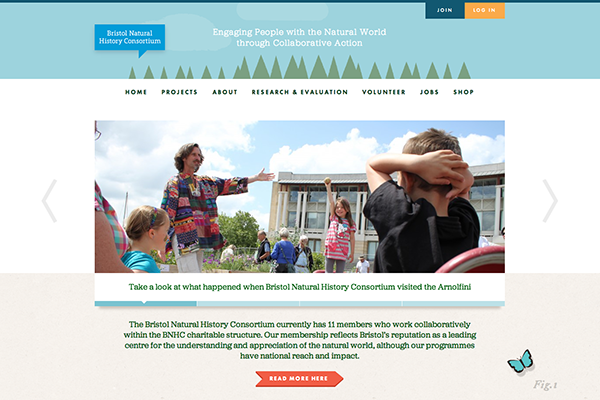 JOIN LOG IN
Bristol Natural
History Consortium
Engaging People with the Natural World
through Collaborative Action
HOME PROJECTS ABOUT RESEARCH & EVALUATION VOLUNTEER JOBS SHOP
Take a look at what happened when Bristol Natural History Consortium visited the Arnolfini
The Bristol Natural History Consortium currently has 11 members who work collaboratively
within the BNHC charitable structure. Our membership reflects Bristol's reputation as a leading
centre for the understanding and appreciation of the natural world, although our programmes
have national reach and impact.
READ MORE HERE
Fig.1